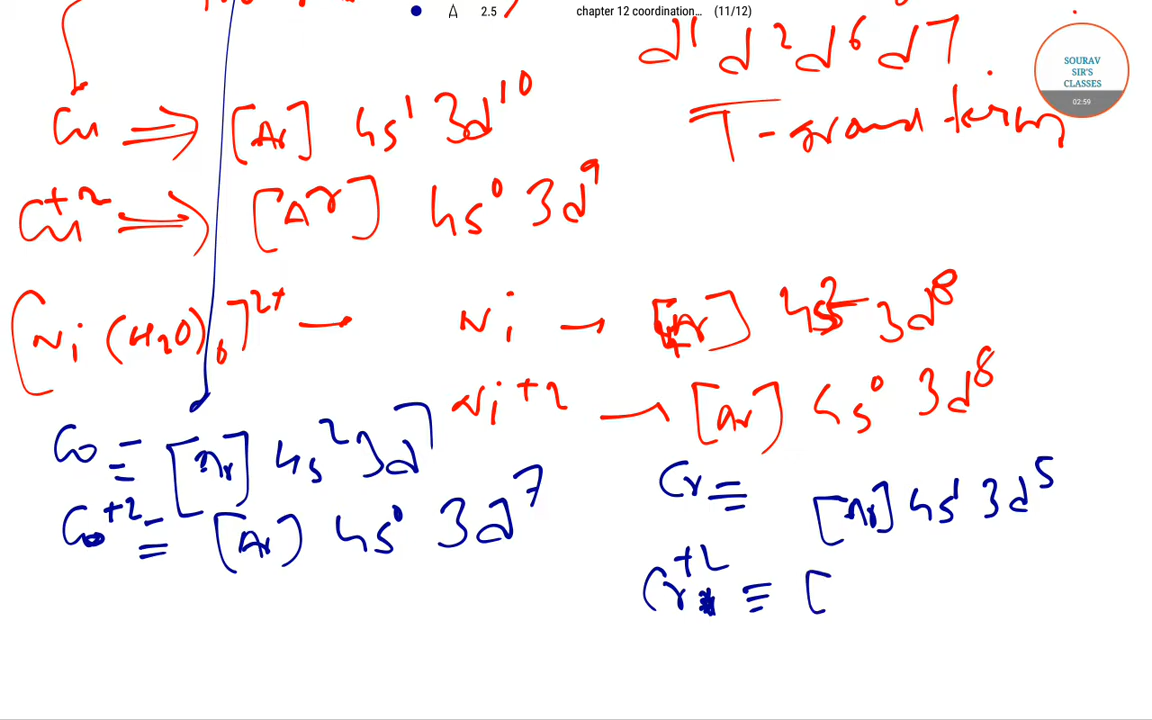 Δ 2.5 chapter 12 coordination... (11/12)
d¹ d² d⁶ d⁷
SOURAV
SIR'S
CLASSES
02:59
T - ground term
Cu ⇒ [Ar] 4s¹ 3d¹⁰
Cu⁺² ⇒ [Ar] 4s⁰ 3d⁹
[Ni(H₂O)₆]²⁺ → Ni → [Ar] 4s² 3d⁸
Ni⁺² → [Ar] 4s⁰ 3d⁸
Co = [Ar] 4s² 3d⁷
Co⁺² = [Ar] 4s⁰ 3d⁷
Cr = [Ar] 4s¹ 3d⁵
Cr⁺² ≡ [